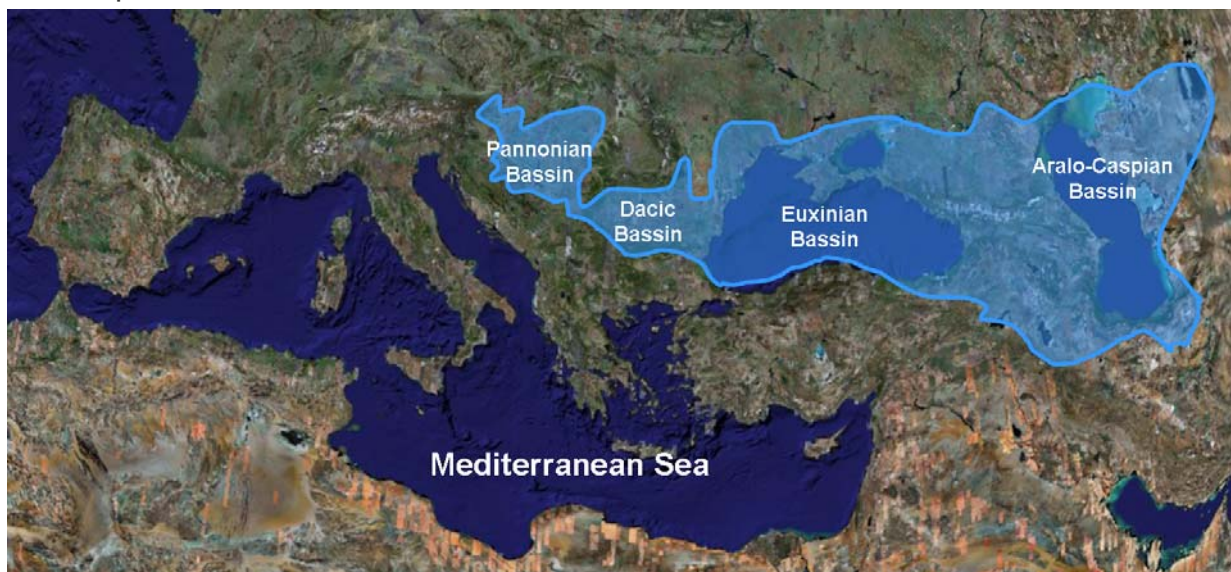 Pannonian
Bassin
Dacic
Bassin
Euxinian
Bassin
Aralo-Caspian
Bassin
Mediterranean Sea